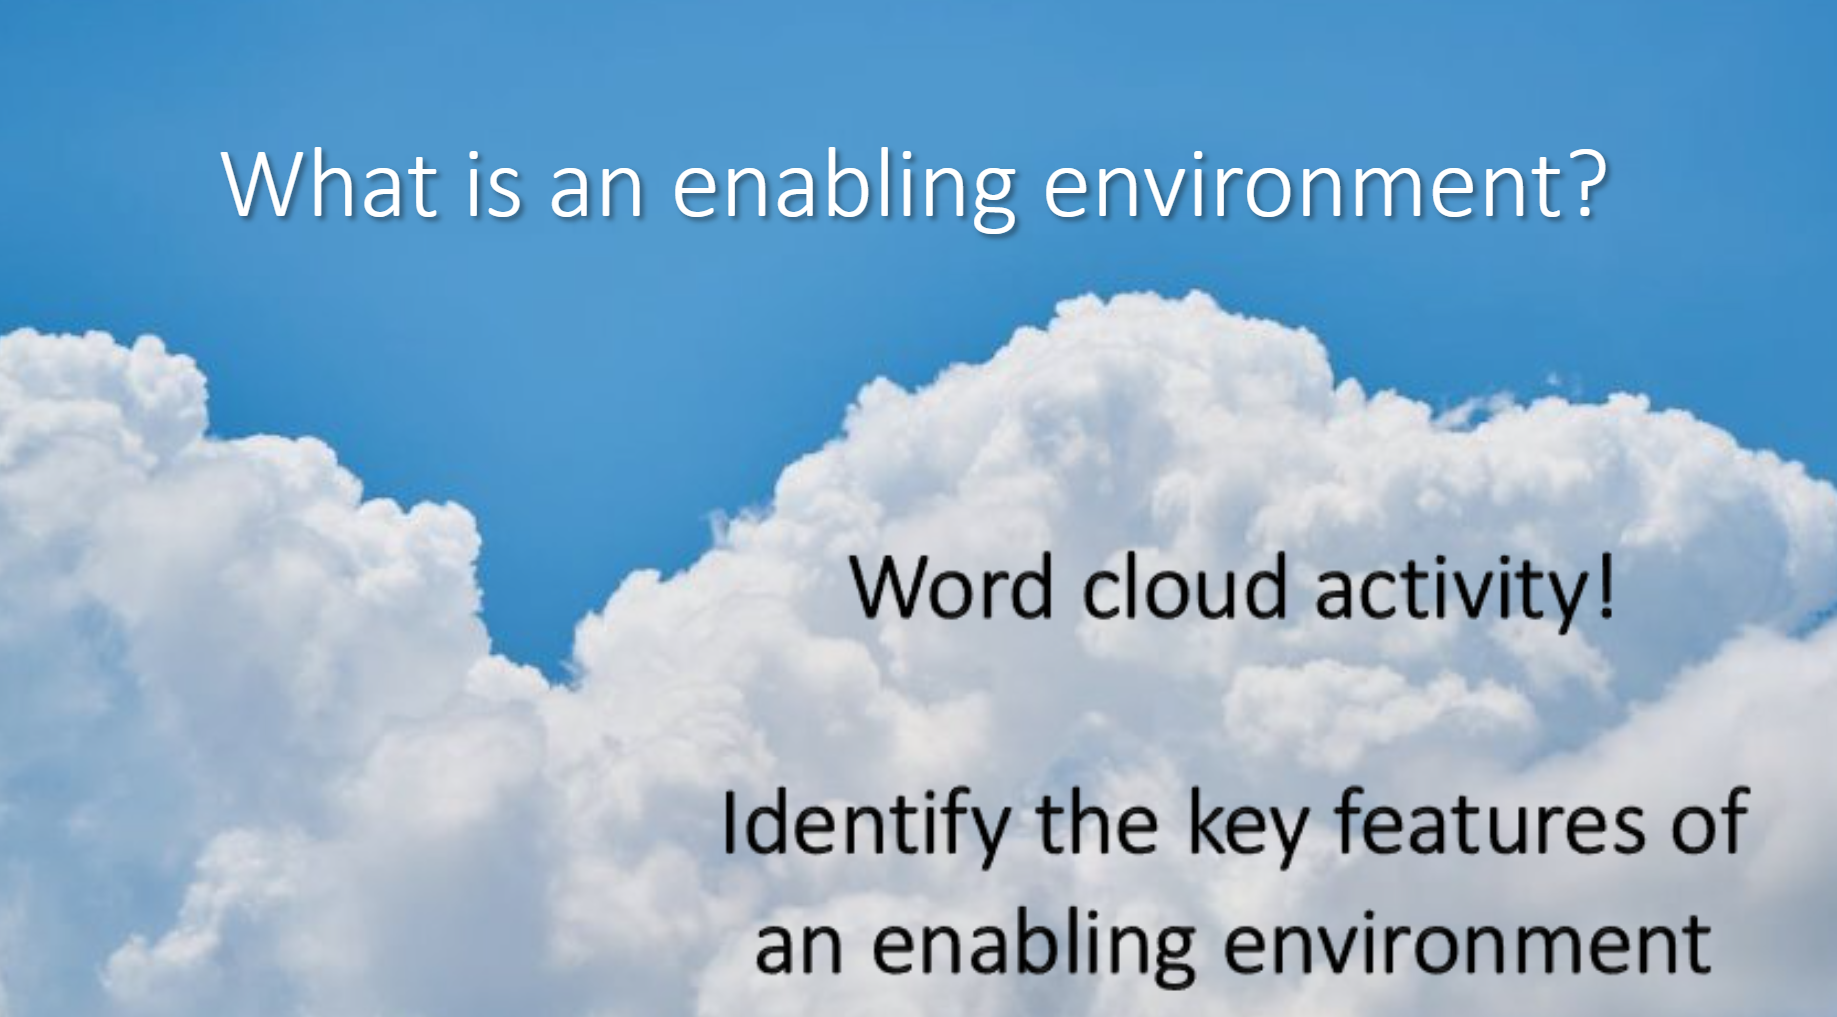 What is an enabling environment?
Word cloud activity!
Identify the key features of
an enabling environment